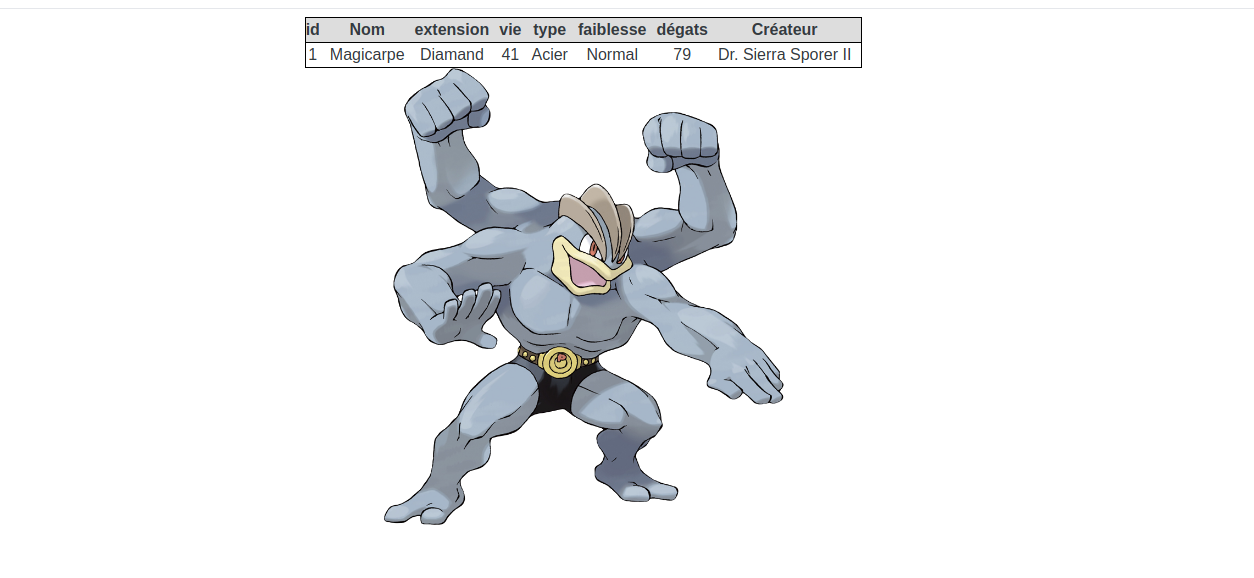 id Nom extension vie type faiblesse dégats Créateur
1 Magicarpe Diamand 41 Acier Normal 79 Dr. Sierra Sporer II